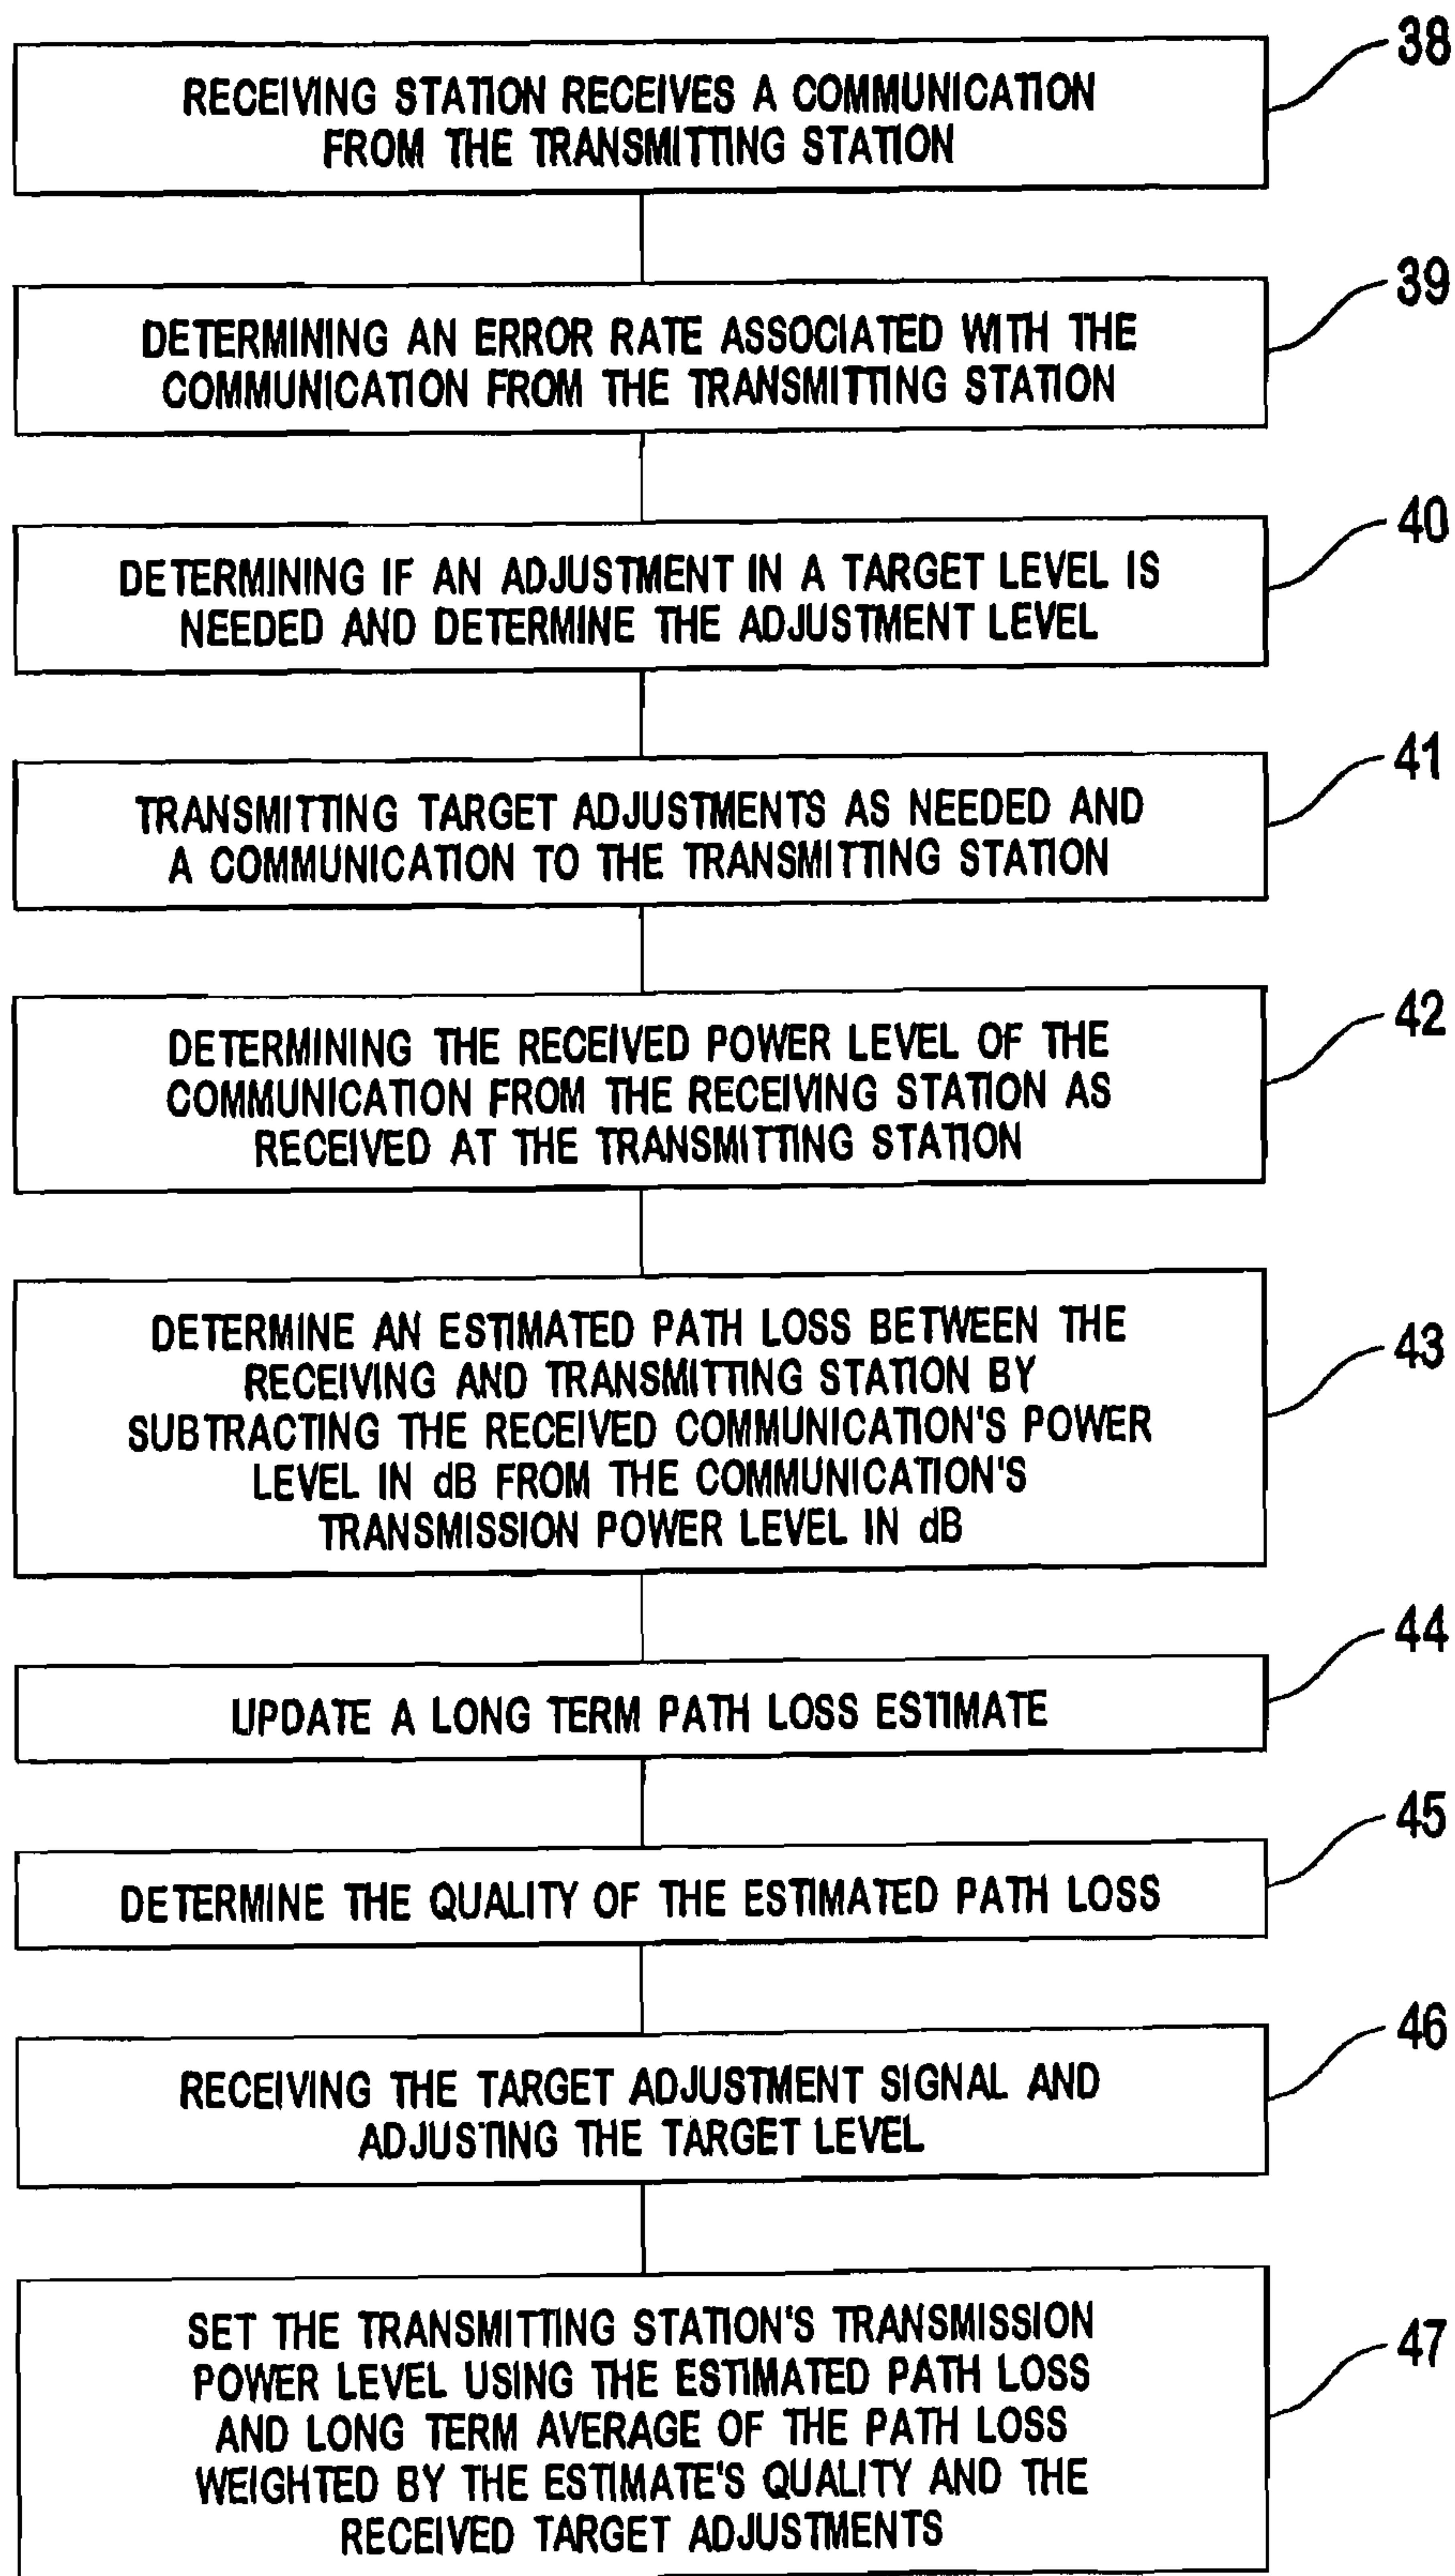 38
RECEIVING STATION RECEIVES A COMMUNICATION
FROM THE TRANSMITTING STATION
39
DETERMINING AN ERROR RATE ASSOCIATED WITH THE
COMMUNICATION FROM THE TRANSMITTING STATION
40
DETERMINING IF AN ADJUSTMENT IN A TARGET LEVEL IS
NEEDED AND DETERMINE THE ADJUSTMENT LEVEL
41
TRANSMITTING TARGET ADJUSTMENTS AS NEEDED AND
A COMMUNICATION TO THE TRANSMITTING STATION
42
DETERMINING THE RECEIVED POWER LEVEL OF THE
COMMUNICATION FROM THE RECEIVING STATION AS
RECEIVED AT THE TRANSMITTING STATION
43
DETERMINE AN ESTIMATED PATH LOSS BETWEEN THE
RECEIVING AND TRANSMITTING STATION BY
SUBTRACTING THE RECEIVED COMMUNICATION'S POWER
LEVEL IN dB FROM THE COMMUNICATION'S
TRANSMISSION POWER LEVEL IN dB
44
UPDATE A LONG TERM PATH LOSS ESTIMATE
45
DETERMINE THE QUALITY OF THE ESTIMATED PATH LOSS
46
RECEIVING THE TARGET ADJUSTMENT SIGNAL AND
ADJUSTING THE TARGET LEVEL
47
SET THE TRANSMITTING STATION'S TRANSMISSION
POWER LEVEL USING THE ESTIMATED PATH LOSS
AND LONG TERM AVERAGE OF THE PATH LOSS
WEIGHTED BY THE ESTIMATE'S QUALITY AND THE
RECEIVED TARGET ADJUSTMENTS